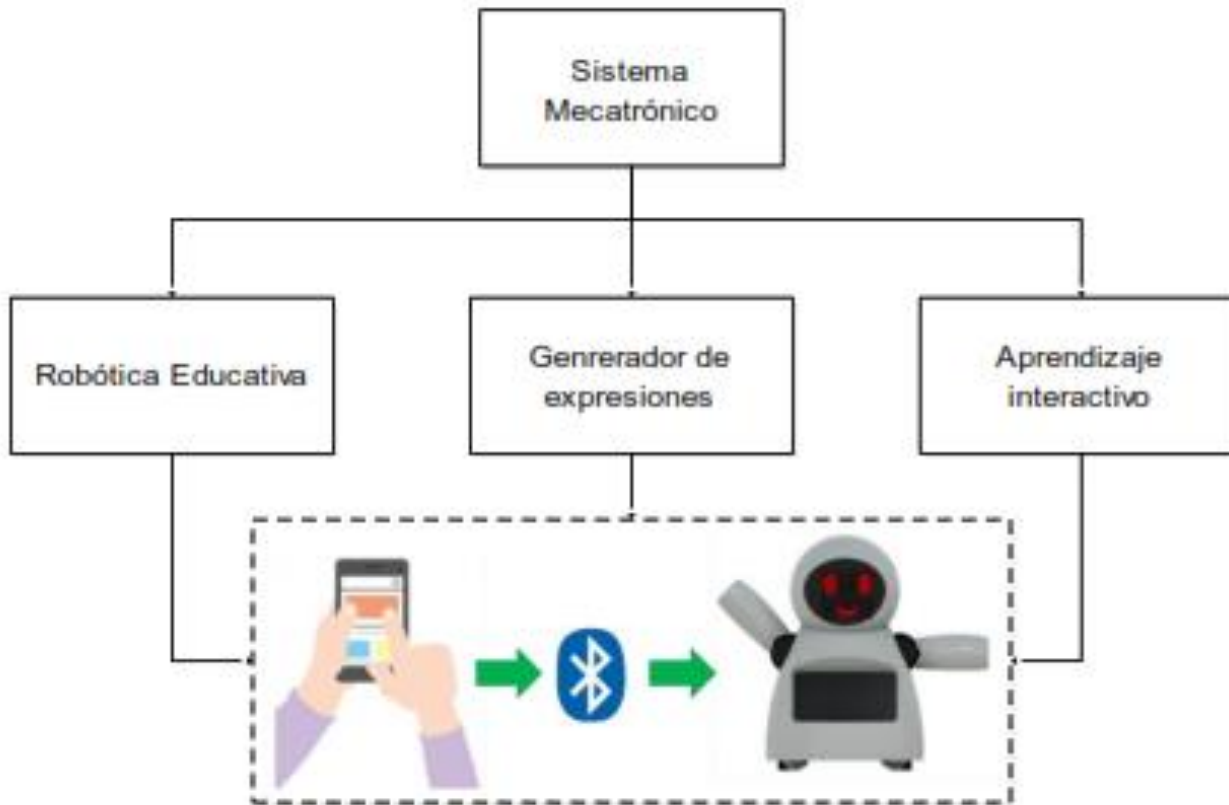 Sistema
Mecatrónico
Robótica Educativa
Genrerador de
expresiones
Aprendizaje
interactivo